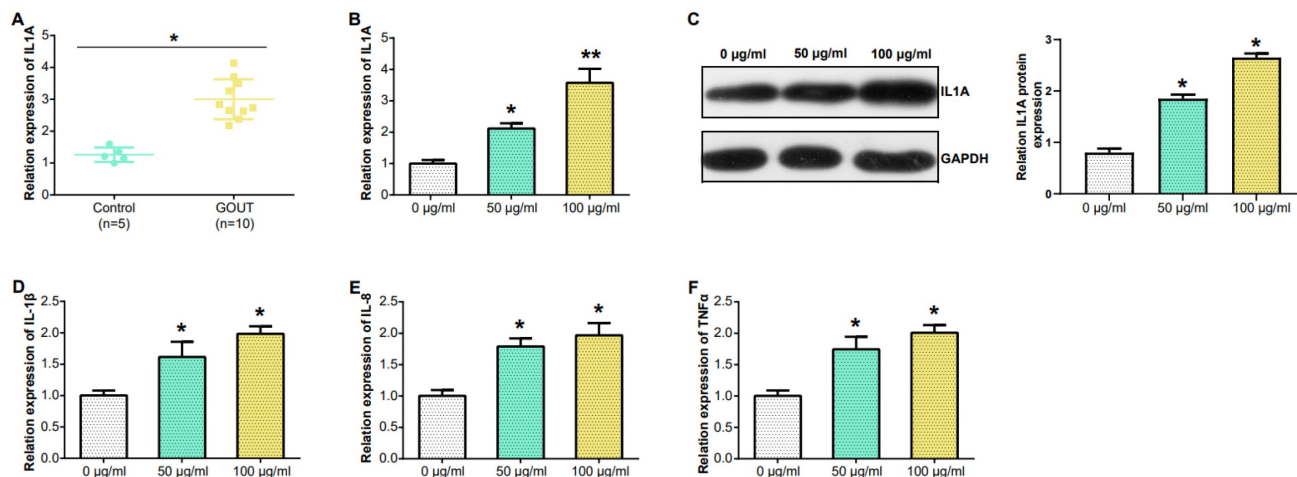 A
Relation expression of IL1A
5
4
3
2
1
0
*
Control
(n=5)
GOUT
(n=10)
B
Relation expression of IL1A
5
4
3
2
1
0
*
**
0 μg/ml
50 μg/ml
100 μg/ml
C
0 μg/ml
50 μg/ml
100 μg/ml
IL1A
GAPDH
Relation IL1A protein
expression
3
2
1
0
*
*
0 μg/ml
50 μg/ml
100 μg/ml
D
Relation expression of IL-1β
2.5
2.0
1.5
1.0
0.5
0.0
*
*
0 μg/ml
50 μg/ml
100 μg/ml
E
Relation expression of IL-8
2.5
2.0
1.5
1.0
0.5
0.0
*
*
0 μg/ml
50 μg/ml
100 μg/ml
F
Relation expression of TNFα
2.5
2.0
1.5
1.0
0.5
0.0
*
*
0 μg/ml
50 μg/ml
100 μg/ml